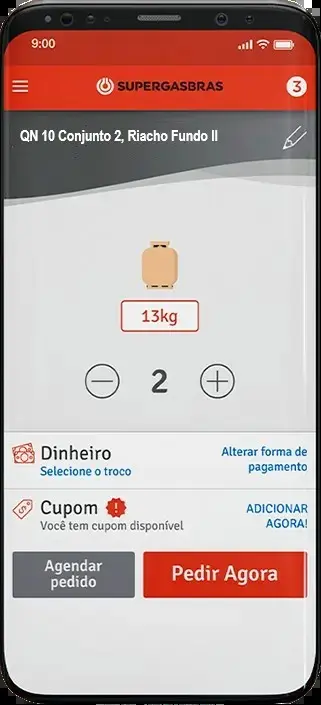 9:00
SUPERGASBRAS
3
QN 10 Conjunto 2, Riacho Fundo II
13kg
2
Dinheiro
Selecione o troco
Alterar forma de
pagamento
Cupom
Você tem cupom disponível
ADICIONAR
AGORA!
Agendar
pedido
Pedir Agora